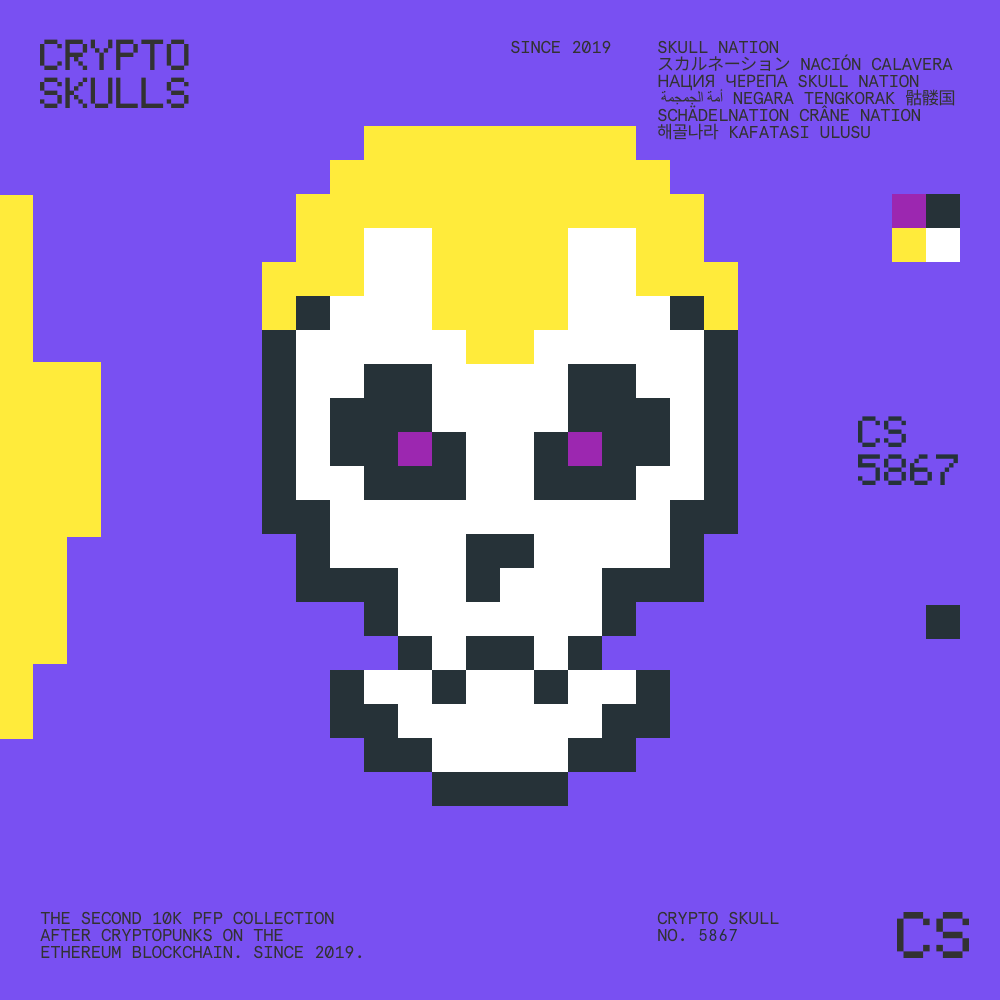 CRYPTO
SKULLS
SINCE 2019
SKULL NATION
スカルネーション NACIÓN CALAVERA
НАЦИЯ ЧЕРЕПА SKULL NATION
أمة الجمجمة NEGARA TENGKORAK 骷髅国
SCHÄDELNATION CRÂNE NATION
해골나라 KAFATASI ULUSU
CS
5867
THE SECOND 10K PFP COLLECTION
AFTER CRYPTOPUNKS ON THE
ETHEREUM BLOCKCHAIN. SINCE 2019.
CRYPTO SKULL
NO. 5867
CS